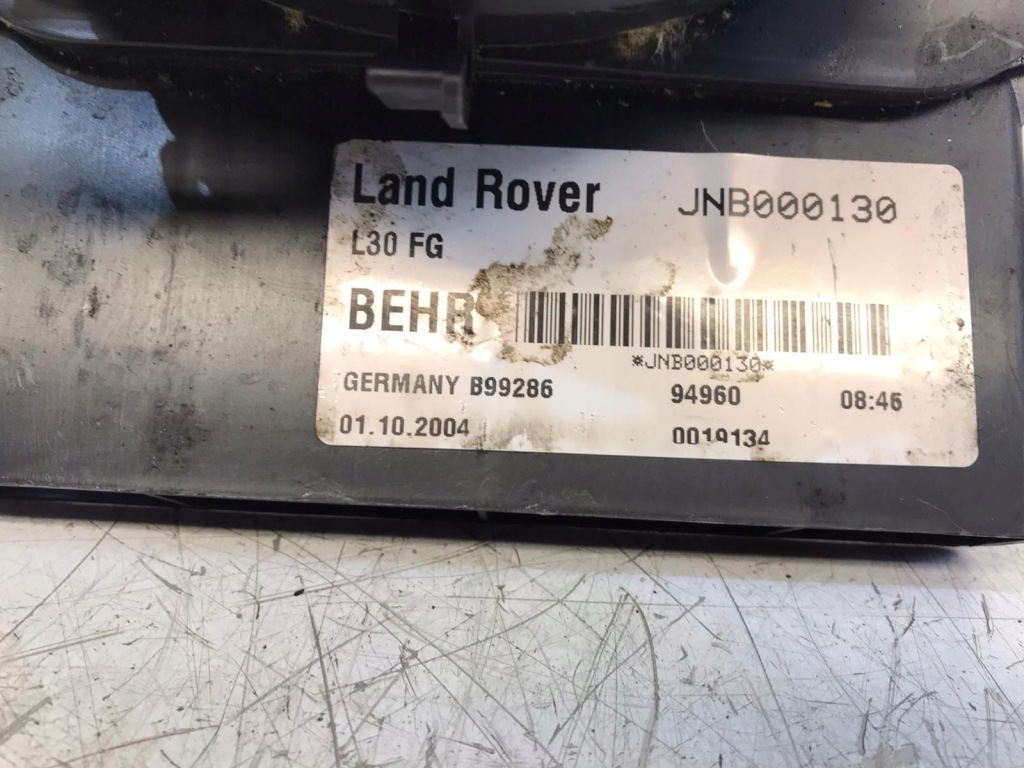 Land Rover JNB000130
L30 FG
BEHR
*JNB000130*
GERMANY B99286 94960 08:46
01.10.2004 0019134